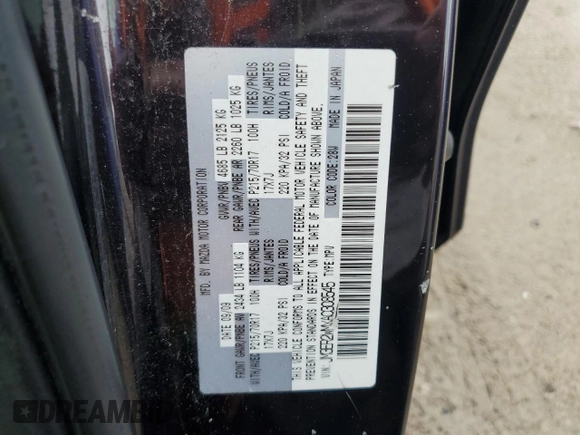 MFD. BY MAZDA MOTOR CORPORATION
DATE 09/09 GVWR/PNBV 4685 LB 2125 KG
FRONT GAWR/PNBE AV 2434 LB 1104 KG REAR GAWR/PNBE AR 2260 LB 1025 KG
WITH/AVEC P215/70R17 100H TIRES/PNEUS WITH/AVEC P215/70R17 100H TIRES/PNEUS
17X7J RIMS/JANTES 17X7J RIMS/JANTES
220 KPA/32 PSI COLD/A FROID 220 KPA/32 PSI COLD/A FROID
THIS VEHICLE CONFORMS TO ALL APPLICABLE FEDERAL MOTOR VEHICLE SAFETY AND THEFT
PREVENTION STANDARDS IN EFFECT ON THE DATE OF MANUFACTURE SHOWN ABOVE.
TYPE MPV COLOR CODE:28W MADE IN JAPAN
DREAMBID